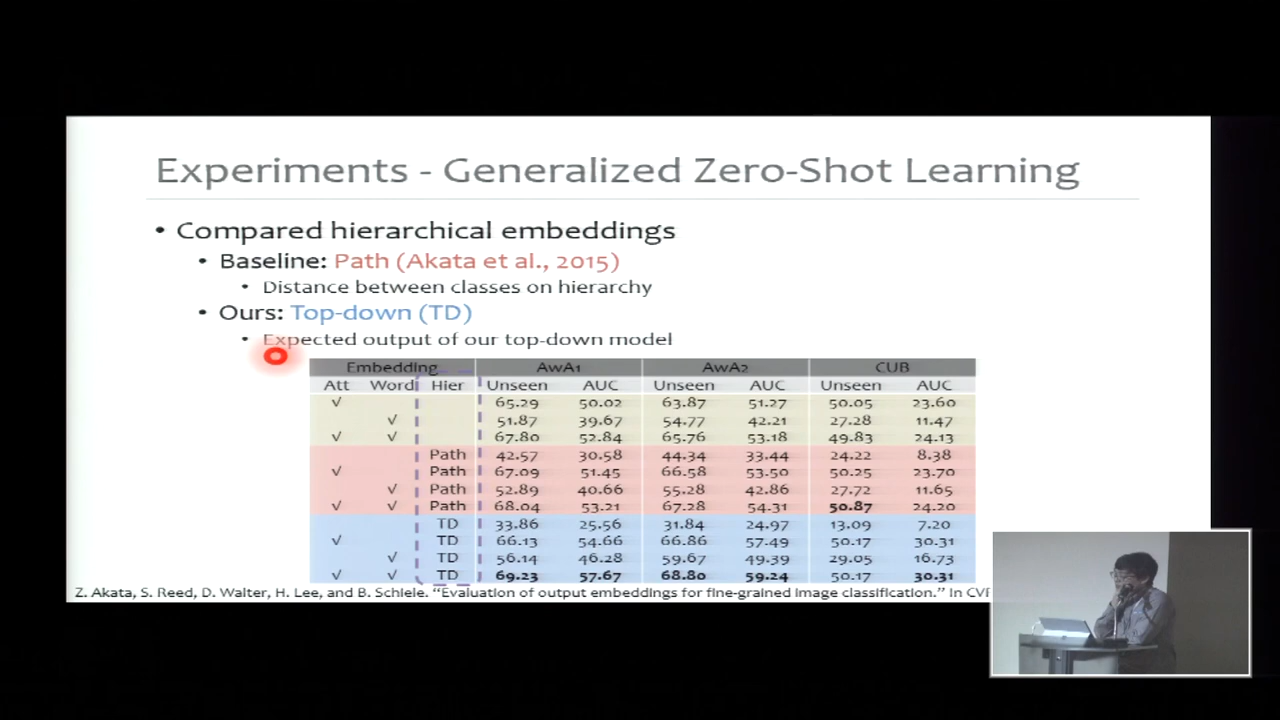 Experiments - Generalized Zero-Shot Learning
• Compared hierarchical embeddings
• Baseline: Path (Akata et al., 2015)
• Distance between classes on hierarchy
• Ours: Top-down (TD)
• Expected output of our top-down model
Embedding AwA1 AwA2 CUB
Att Word Hier Unseen AUC Unseen AUC Unseen AUC
√ 65.29 50.02 63.87 51.27 50.05 23.60
√ 51.87 39.67 54.77 42.21 27.28 11.47
√ √ 67.80 52.84 65.76 53.18 49.83 24.13
Path 42.57 30.58 44.34 33.44 24.22 8.38
√ Path 67.09 51.45 66.58 53.50 50.25 23.70
√ Path 52.89 40.66 55.28 42.86 27.72 11.65
√ √ Path 68.04 53.21 67.28 54.31 50.87 24.20
TD 33.86 25.56 31.84 24.97 13.09 7.20
√ TD 66.13 54.66 66.86 57.49 50.17 30.31
√ TD 56.14 46.28 59.67 49.39 29.05 16.73
√ √ TD 69.23 57.67 68.80 59.24 50.17 30.31
Z. Akata, S. Reed, D. Walter, H. Lee, and B. Schiele. “Evaluation of output embeddings for fine-grained image classification.” In